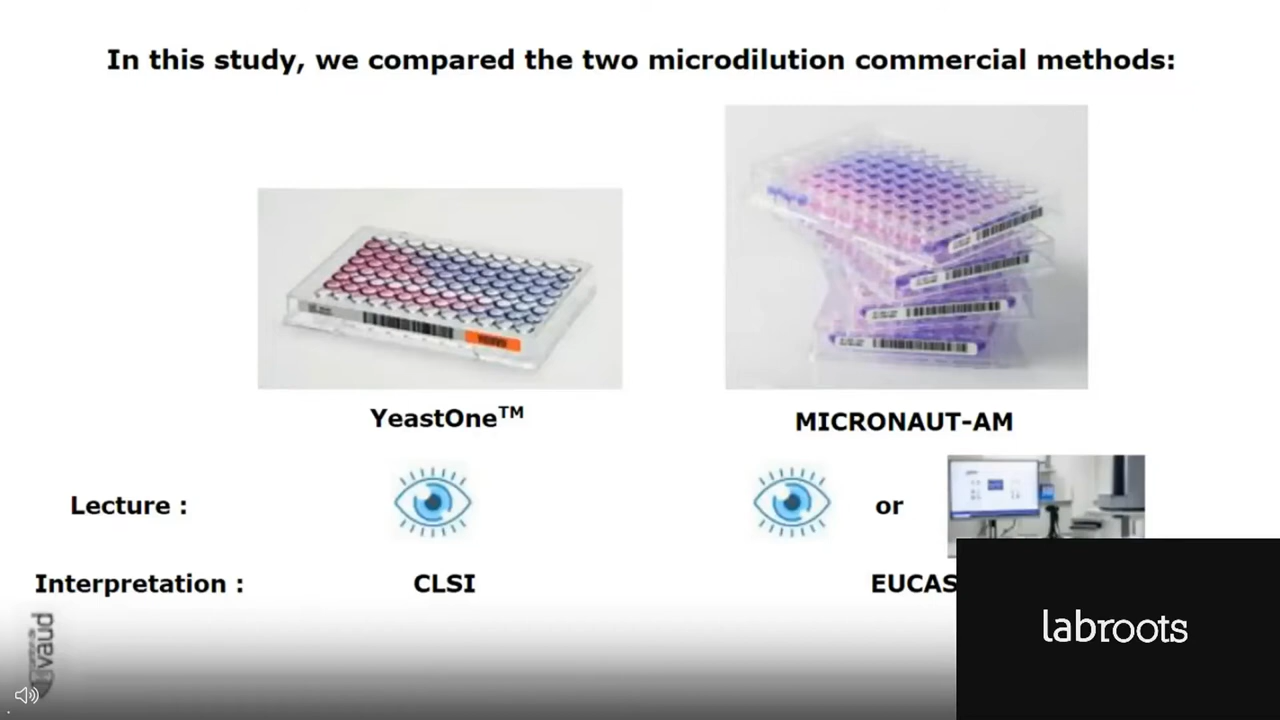 In this study, we compared the two microdilution commercial methods:
YeastOne™
MICRONAUT-AM
Lecture :
or
Interpretation :
CLSI
EUCAS
vaud
labroots